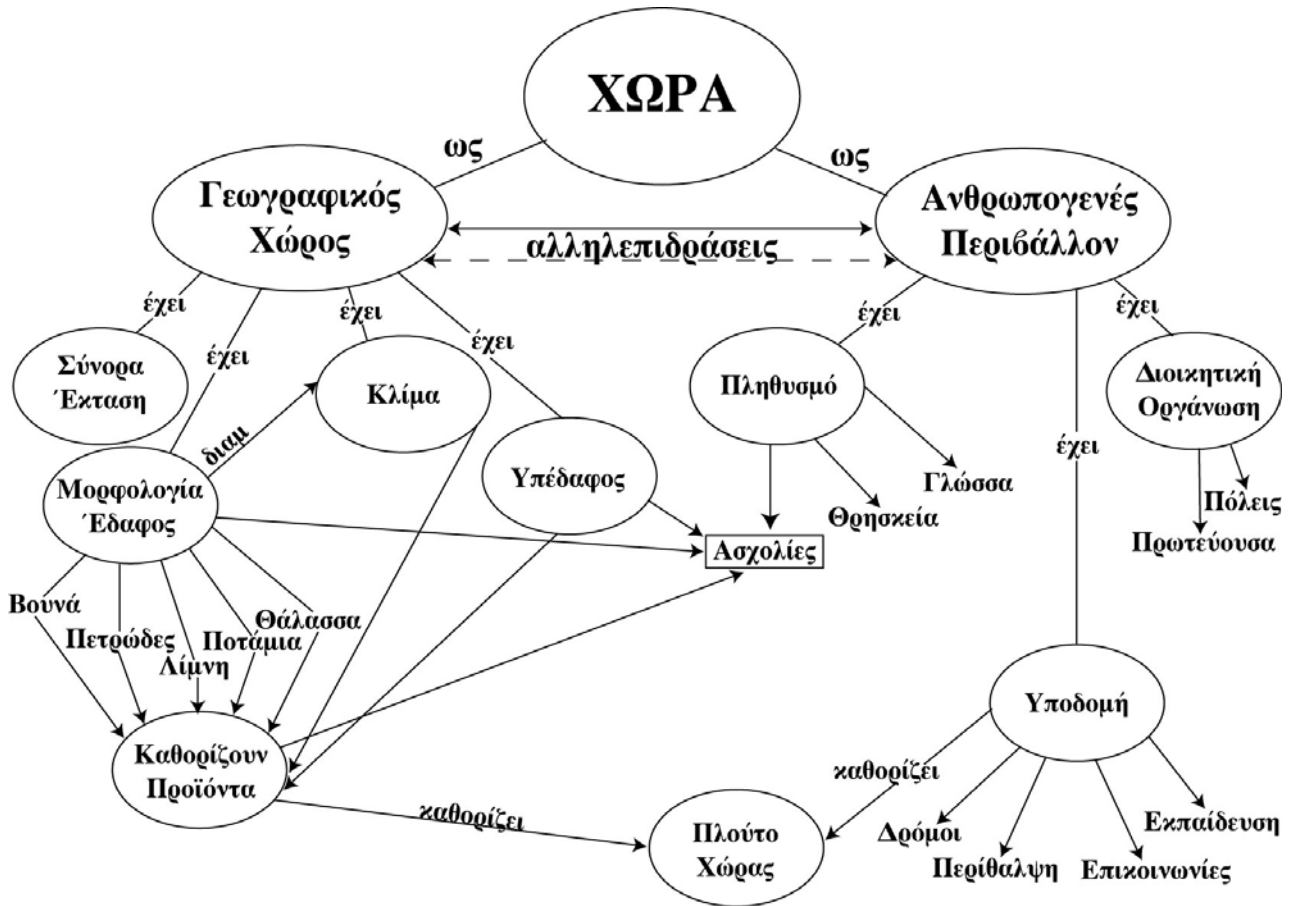 ΧΩΡΑ
ως
ως
Γεωγραφικός
Χώρος
Ανθρωπογενές
Περιβάλλον
αλληλεπιδράσεις
έχει
έχει
έχει
έχει
έχει
έχει
έχει
Σύνορα
Έκταση
Κλίμα
Πληθυσμό
Διοικητική
Οργάνωση
διαμ
Μορφολογία
Έδαφος
Υπέδαφος
Γλώσσα
Θρησκεία
Πόλεις
Πρωτεύουσα
Ασχολίες
Βουνά
Πετρώδες
Λίμνη
Ποτάμια
Θάλασσα
Υποδομή
Καθορίζουν
Προϊόντα
καθορίζει
καθορίζει
Πλούτο
Χώρας
Δρόμοι
Περίθαλψη
Επικοινωνίες
Εκπαίδευση